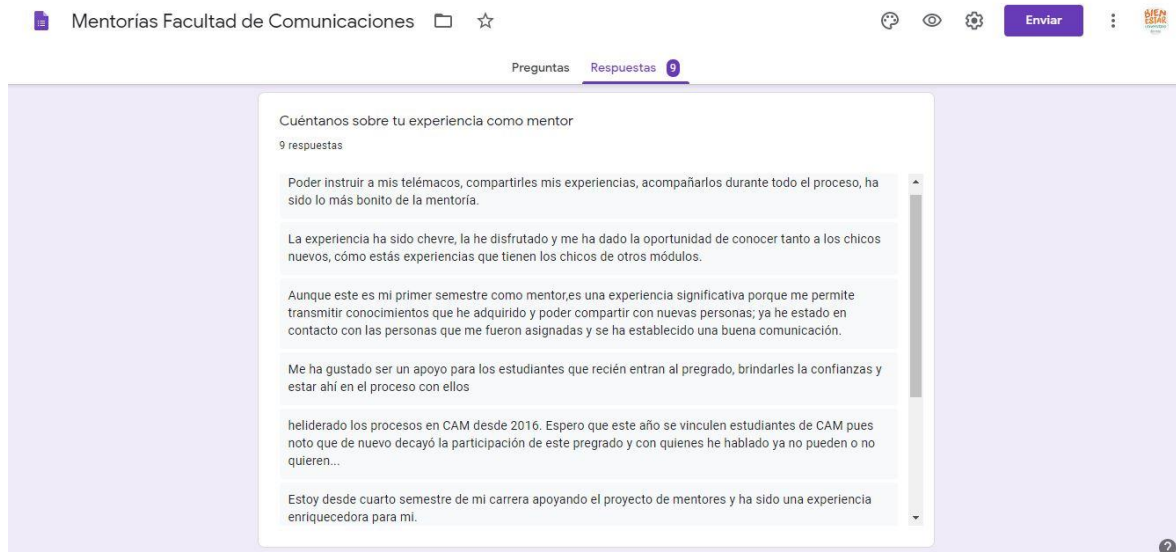 Mentorías Facultad de Comunicaciones
Enviar
BIEN
ESTAR
Preguntas Respuestas 9
Cuéntanos sobre tu experiencia como mentor
9 respuestas
Poder instruir a mis telémacos, compartirles mis experiencias, acompañarlos durante todo el proceso, ha
sido lo más bonito de la mentoría.
La experiencia ha sido chevre, la he disfrutado y me ha dado la oportunidad de conocer tanto a los chicos
nuevos, cómo estás experiencias que tienen los chicos de otros módulos.
Aunque este es mi primer semestre como mentor,es una experiencia significativa porque me permite
transmitir conocimientos que he adquirido y poder compartir con nuevas personas; ya he estado en
contacto con las personas que me fueron asignadas y se ha establecido una buena comunicación.
Me ha gustado ser un apoyo para los estudiantes que recién entran al pregrado, brindarles la confianzas y
estar ahí en el proceso con ellos
heliderado los procesos en CAM desde 2016. Espero que este año se vinculen estudiantes de CAM pues
noto que de nuevo decayó la participación de este pregrado y con quienes he hablado ya no pueden o no
quieren...
Estoy desde cuarto semestre de mi carrera apoyando el proyecto de mentores y ha sido una experiencia
enriquecedora para mi.